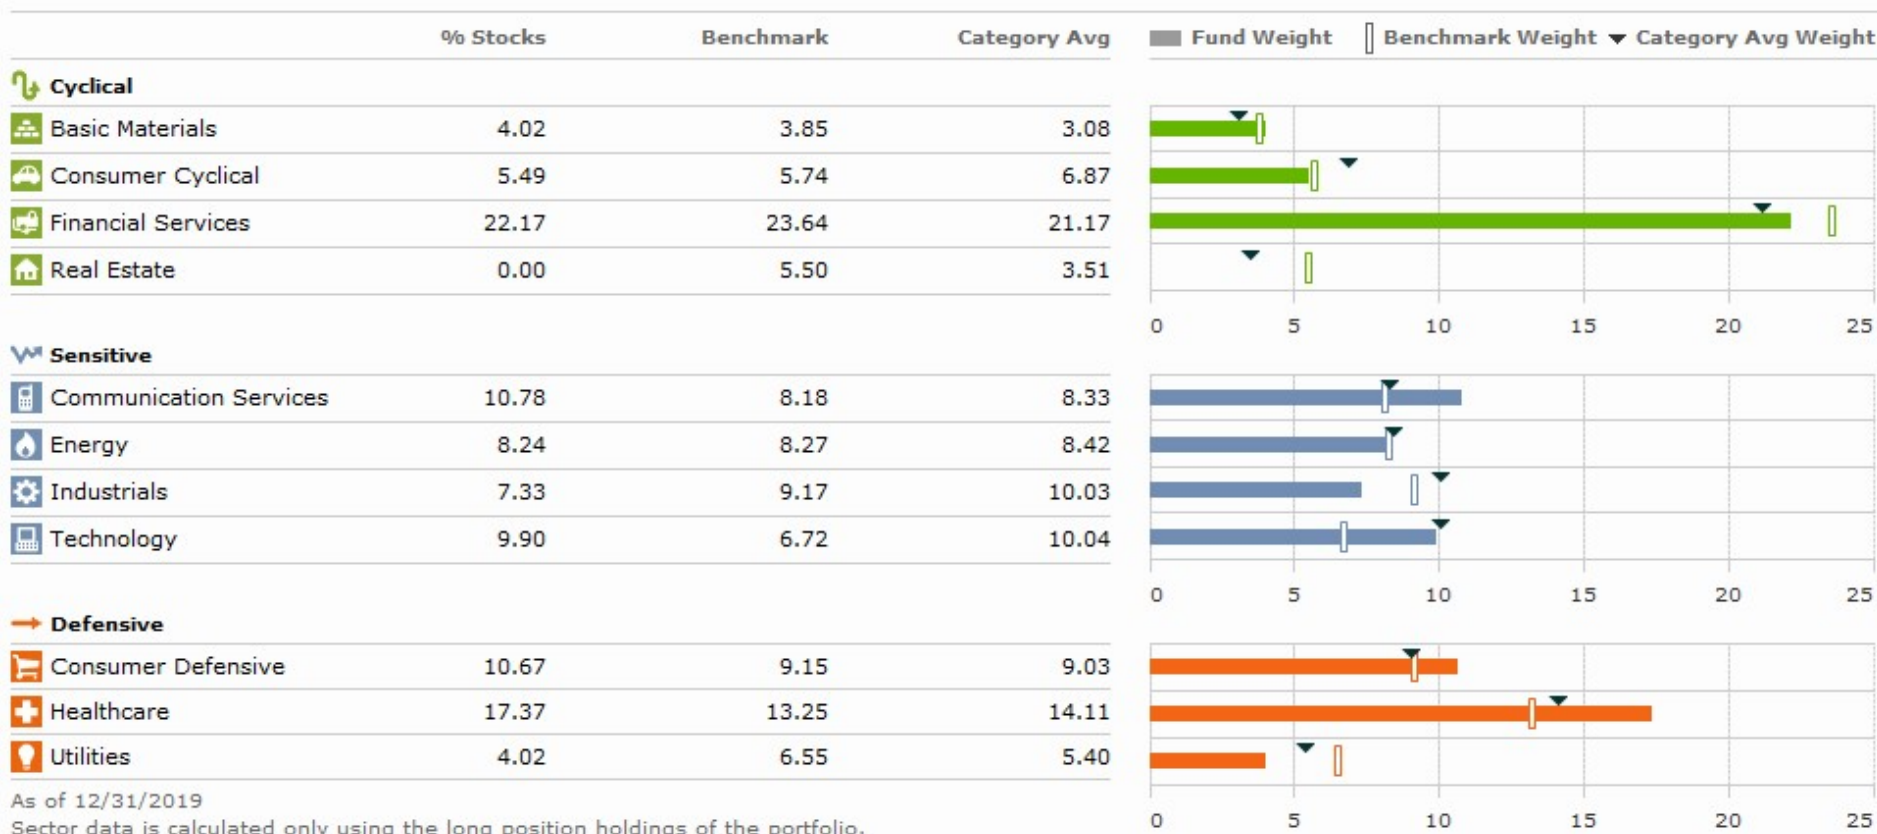 % Stocks Benchmark Category Avg Fund Weight Benchmark Weight Category Avg Weight
Cyclical
Basic Materials 4.02 3.85 3.08
Consumer Cyclical 5.49 5.74 6.87
Financial Services 22.17 23.64 21.17
Real Estate 0.00 5.50 3.51
0 5 10 15 20 25
Sensitive
Communication Services 10.78 8.18 8.33
Energy 8.24 8.27 8.42
Industrials 7.33 9.17 10.03
Technology 9.90 6.72 10.04
0 5 10 15 20 25
Defensive
Consumer Defensive 10.67 9.15 9.03
Healthcare 17.37 13.25 14.11
Utilities 4.02 6.55 5.40
As of 12/31/2019
0 5 10 15 20 25
Sector data is calculated only using the long position holdings of the portfolio.